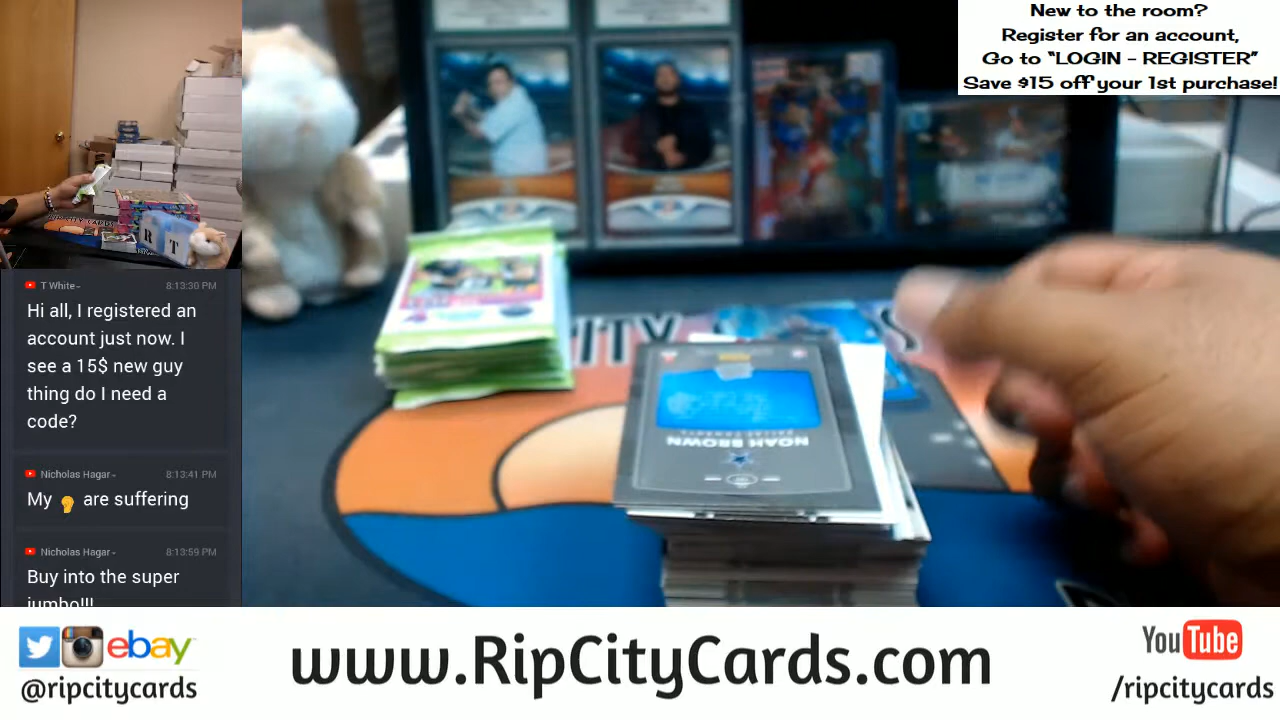 New to the room?
Register for an account,
Go to “LOGIN – REGISTER”
Save $15 off your 1st purchase!
T White
8:13:30 PM
Hi all, I registered an
account just now. I
see a 15$ new guy
thing do I need a
code?
Nicholas Hagar
8:13:41 PM
My 👂 are suffering
Nicholas Hagar
8:13:59 PM
Buy into the super
jumbo!!!
R T
NOAH BROWN
DALLAS COWBOYS
ebay
@ripcitycards
www.RipCityCards.com
YouTube
/ripcitycards